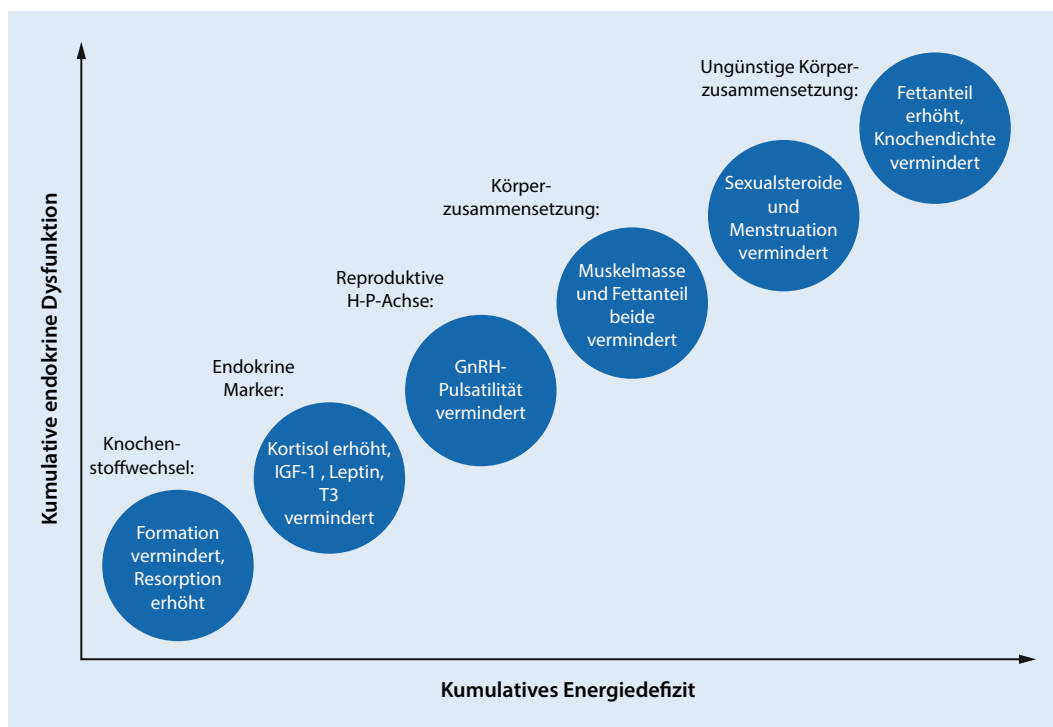 Kumulative endokrine Dysfunktion
Knochen-
stoffwechsel:
Formation
vermindert,
Resorption
erhöht
Endokrine
Marker:
Kortisol erhöht,
IGF-1 , Leptin,
T3
vermindert
Reproduktive
H-P-Achse:
GnRH-
Pulsatilität
vermindert
Körper-
zusammensetzung:
Muskelmasse
und Fettanteil
beide
vermindert
Sexualsteroide
und
Menstruation
vermindert
Ungünstige Körper-
zusammensetzung:
Fettanteil
erhöht,
Knochendichte
vermindert
Kumulatives Energiedefizit